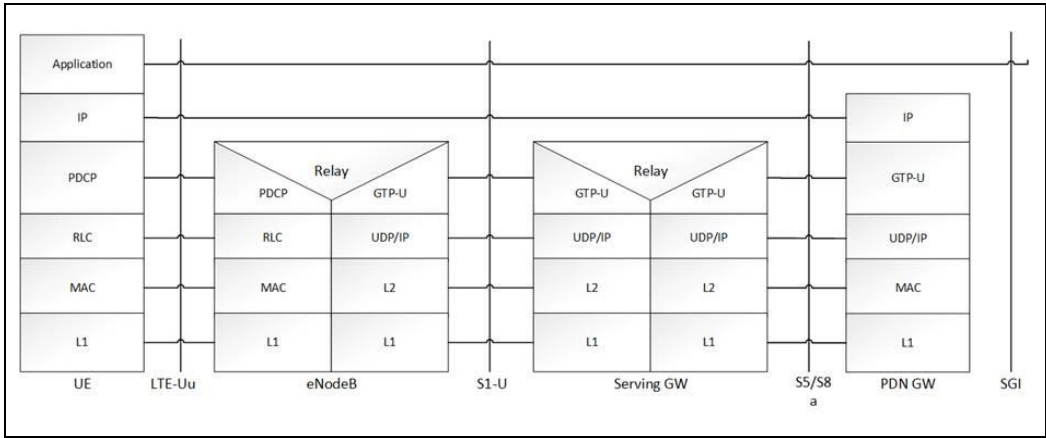 Application
IP
IP
Relay
Relay
PDCP
PDCP
GTP-U
GTP-U
GTP-U
GTP-U
RLC
RLC
UDP/IP
UDP/IP
UDP/IP
UDP/IP
MAC
MAC
L2
L2
L2
MAC
L1
L1
L1
L1
L1
L1
UE
LTE-Uu
eNodeB
S1-U
Serving GW
S5/S8
a
PDN GW
SGI